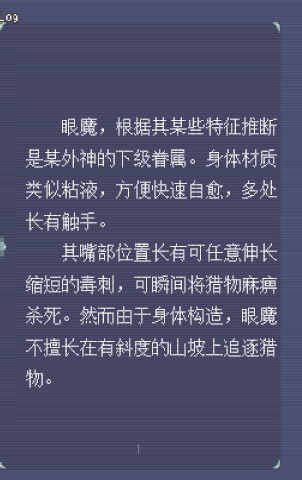 _09
眼魔，根据其某些特征推断
是某外神的下级眷属。身体材质
类似粘液，方便快速自愈，多处
长有触手。
其嘴部位置长有可任意伸长
缩短的毒刺，可瞬间将猎物麻痹
杀死。然而由于身体构造，眼魔
不擅长在有斜度的山坡上追逐猎
物。
1